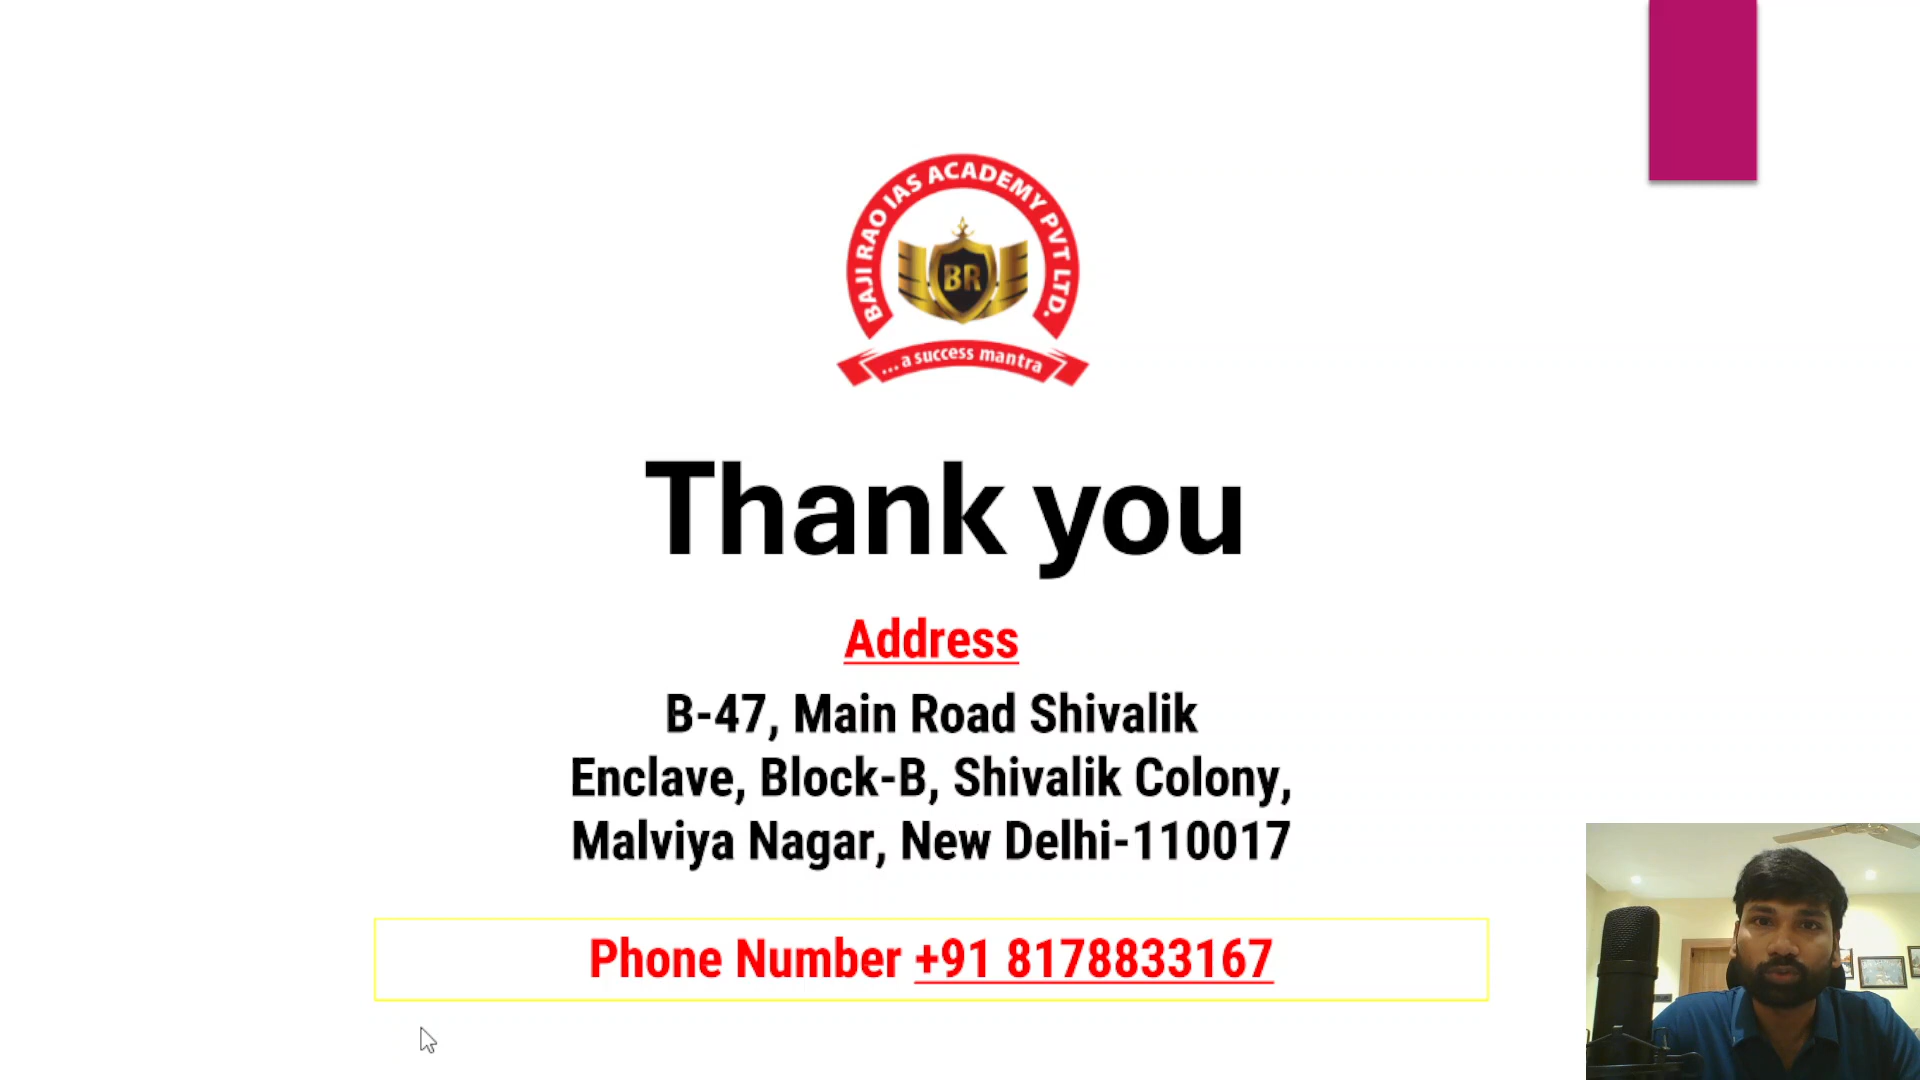 BAJI RAO IAS ACADEMY PVT LTD.
BR
...a success mantra
Thank you
Address
B-47, Main Road Shivalik
Enclave, Block-B, Shivalik Colony,
Malviya Nagar, New Delhi-110017
Phone Number +91 8178833167